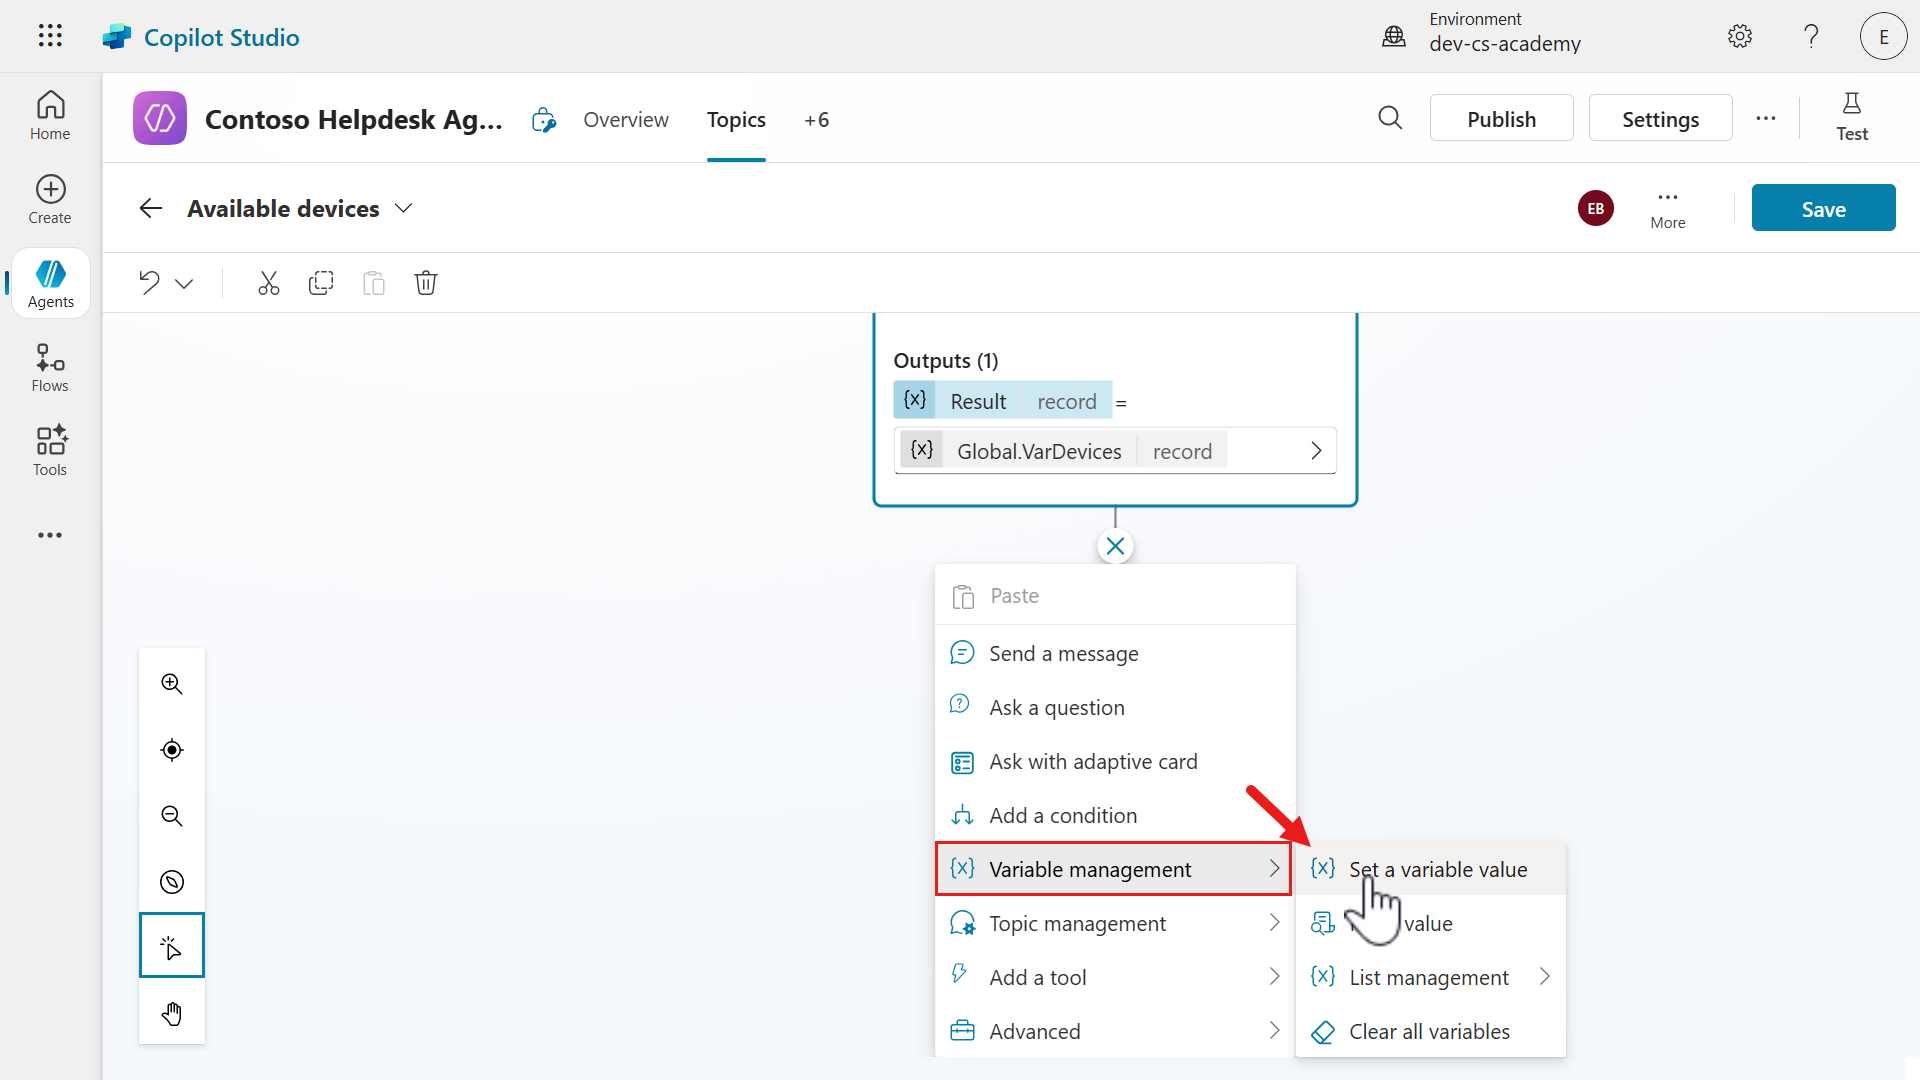 Copilot Studio
Environment
dev-cs-academy
E
Home
Create
Agents
Flows
Tools
Contoso Helpdesk Ag...
Overview
Topics
+6
Publish
Settings
Test
Available devices
EB
More
Save
Outputs (1)
{x} Result record =
{x} Global.VarDevices record
Paste
Send a message
Ask a question
Ask with adaptive card
Add a condition
{x} Variable management
Topic management
Add a tool
Advanced
{x} Set a variable value
value
{x} List management
Clear all variables